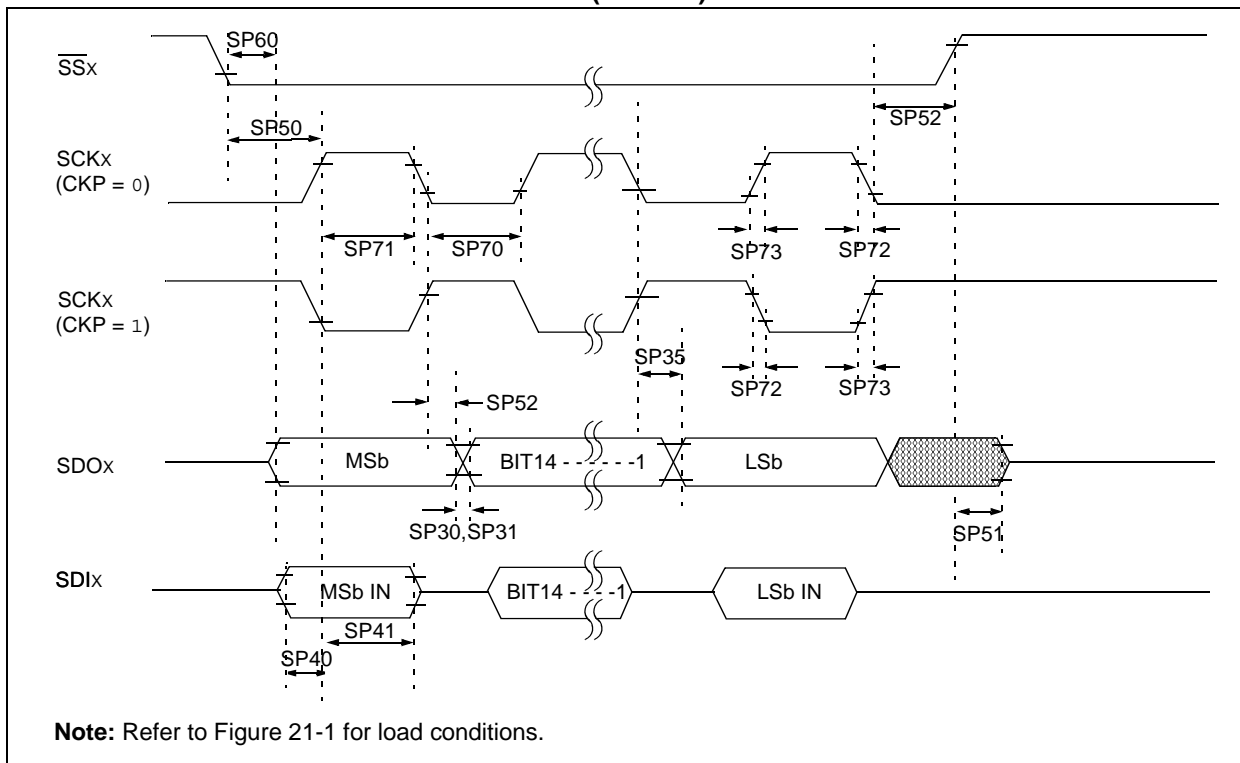 SP60
SSX
SP50
SP52
SCKX
(CKP = 0)
SP71
SP70
SP73
SP72
SCKX
(CKP = 1)
SP35
SP72
SP73
SP52
SDOX
MSb
BIT14 - - - - - -1
LSb
SP30,SP31
SP51
SDIX
MSb IN
BIT14 - - - -1
LSb IN
SP41
SP40
Note: Refer to Figure 21-1 for load conditions.